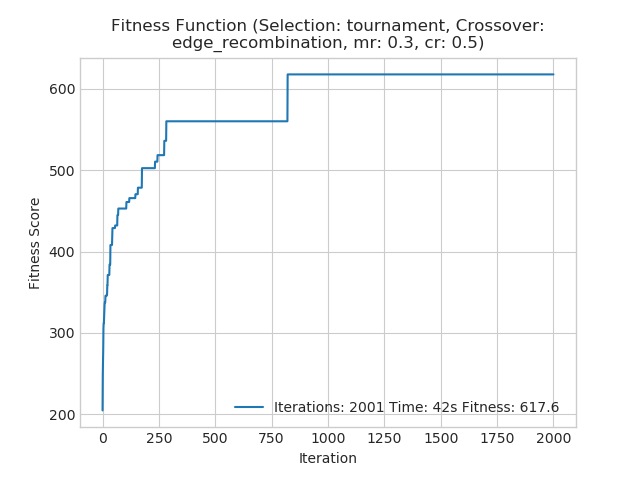 Fitness Function (Selection: tournament, Crossover:
edge_recombination, mr: 0.3, cr: 0.5)
600
500
400
300
200
Fitness Score
Iterations: 2001 Time: 42s Fitness: 617.6
0 250 500 750 1000 1250 1500 1750 2000
Iteration